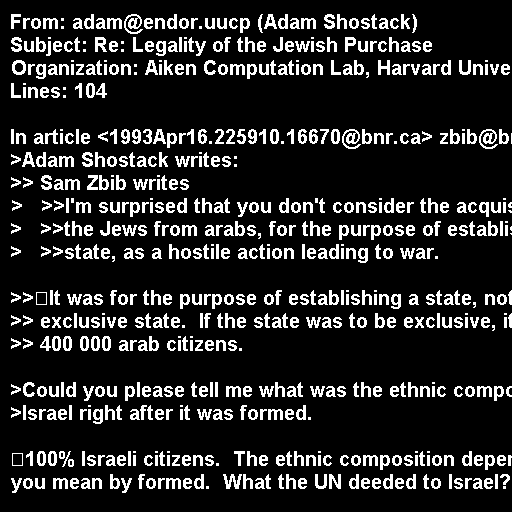 From: adam@endor.uucp (Adam Shostack)
Subject: Re: Legality of the Jewish Purchase
Organization: Aiken Computation Lab, Harvard Unive
Lines: 104

In article <1993Apr16.225910.16670@bnr.ca> zbib@b
>Adam Shostack writes:
>> Sam Zbib writes
>   >>I'm surprised that you don't consider the acquis
>   >>the Jews from arabs, for the purpose of establis
>   >>state, as a hostile action leading to war.

>>□It was for the purpose of establishing a state, not
>> exclusive state.  If the state was to be exclusive, it
>> 400 000 arab citizens.

>Could you please tell me what was the ethnic compo
>Israel right after it was formed.

□100% Israeli citizens.  The ethnic composition depen
you mean by formed.  What the UN deeded to Israel?